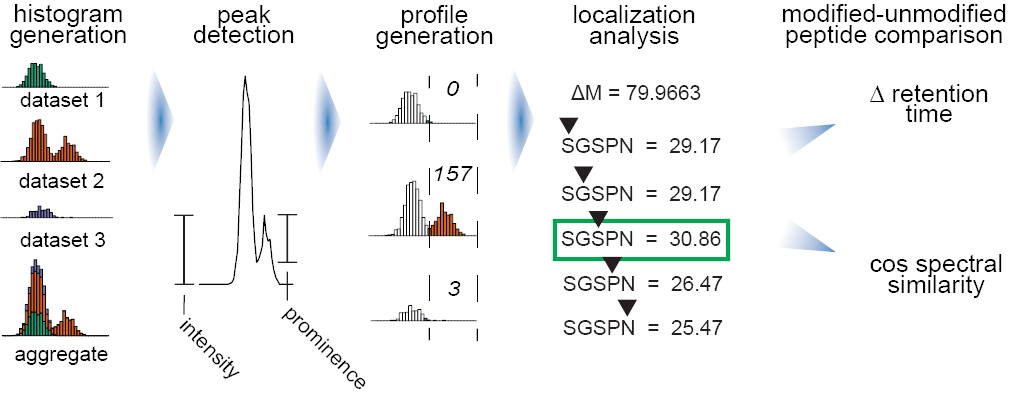 histogram
generation
dataset 1
dataset 2
dataset 3
aggregate
peak
detection
intensity
prominence
profile
generation
0
157
3
localization
analysis
ΔM = 79.9663
SGSPN = 29.17
SGSPN = 29.17
SGSPN = 30.86
SGSPN = 26.47
SGSPN = 25.47
modified-unmodified
peptide comparison
Δ retention
time
cos spectral
similarity